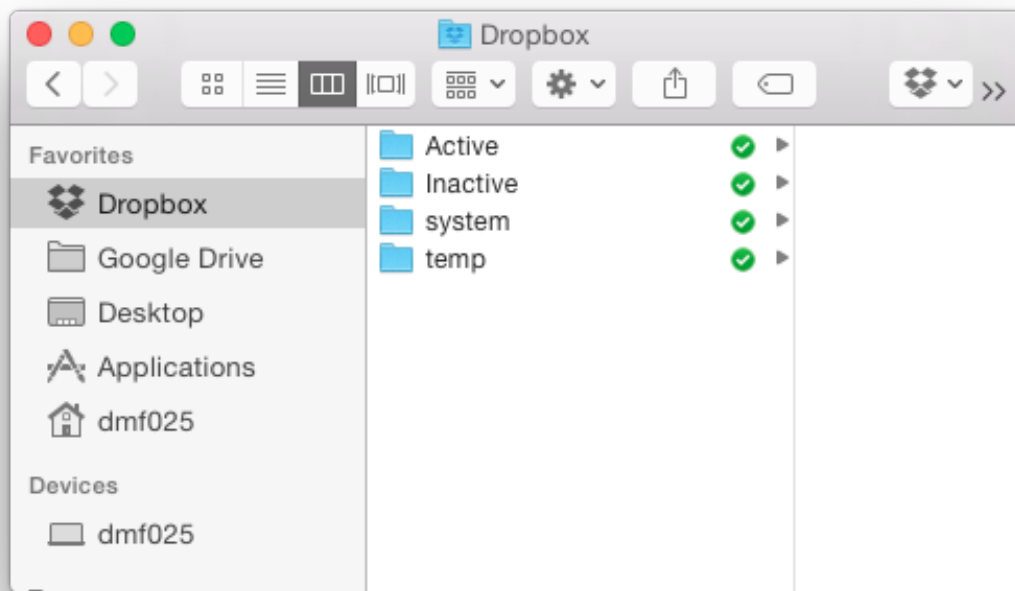 Dropbox
Favorites
Dropbox
Google Drive
Desktop
Applications
dmf025
Devices
dmf025
Active
Inactive
system
temp